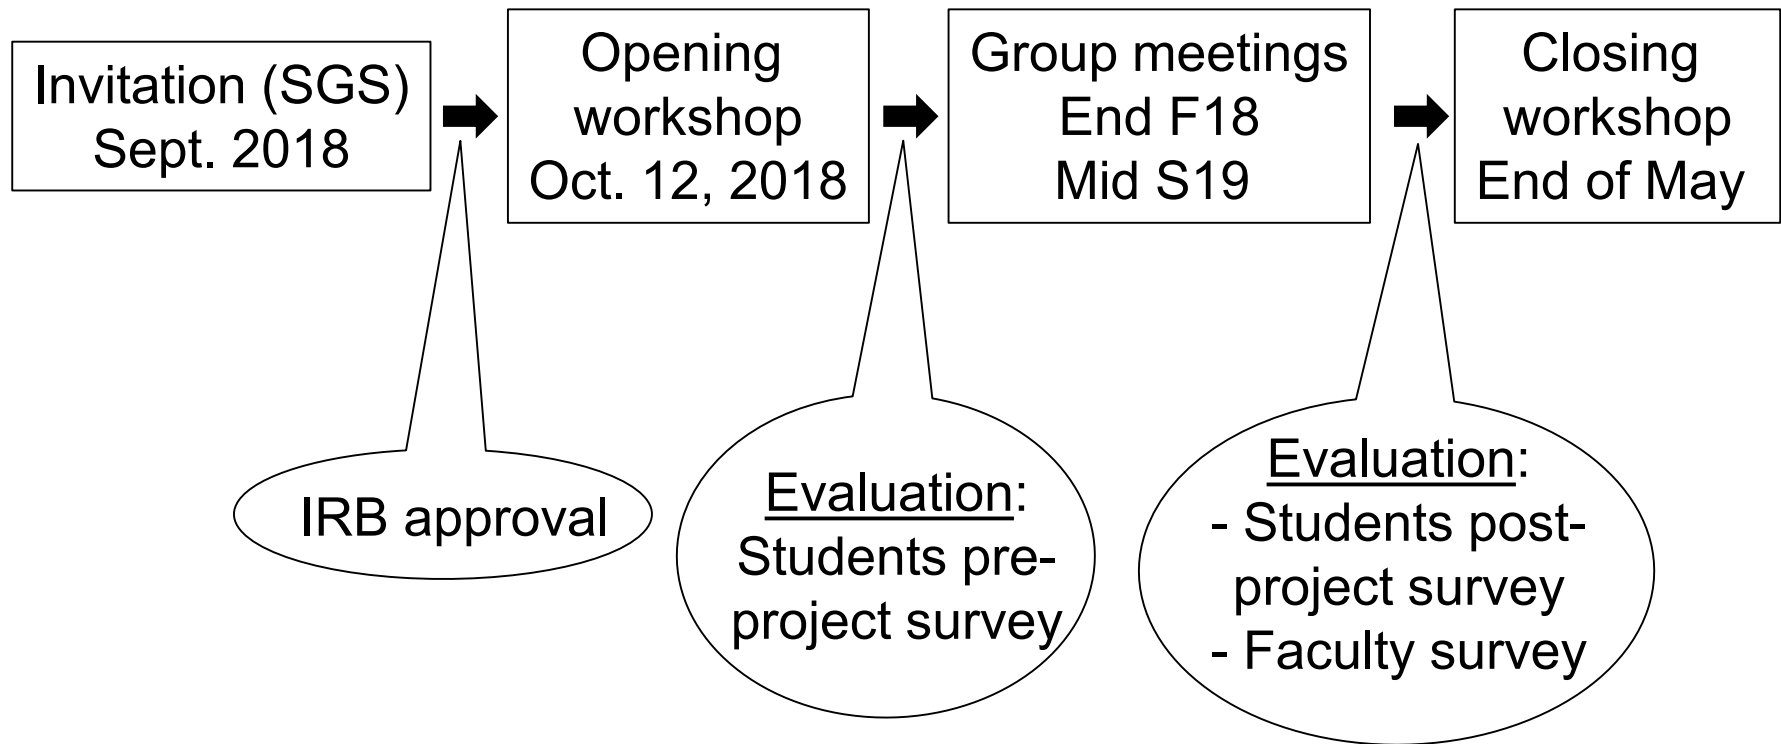 Invitation (SGS)
Sept. 2018
Opening
workshop
Oct. 12, 2018
Group meetings
End F18
Mid S19
Closing
workshop
End of May
IRB approval
Evaluation:
Students pre-
project survey
Evaluation:
- Students post-
project survey
- Faculty survey